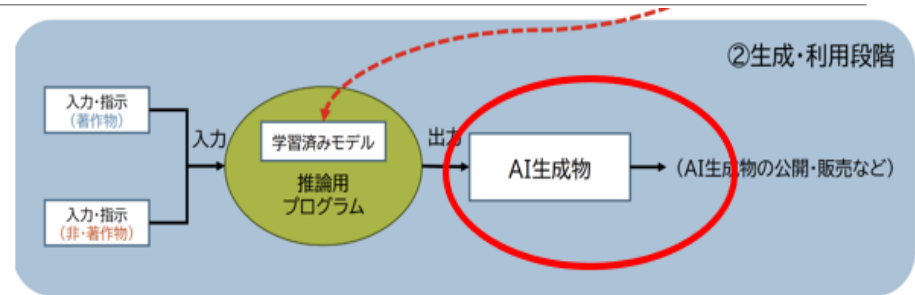 ②生成・利用段階
入力・指示
(著作物)
入力
学習済みモデル
出力
入力・指示
(非・著作物)
推論用
プログラム
AI生成物
(AI生成物の公開・販売など)